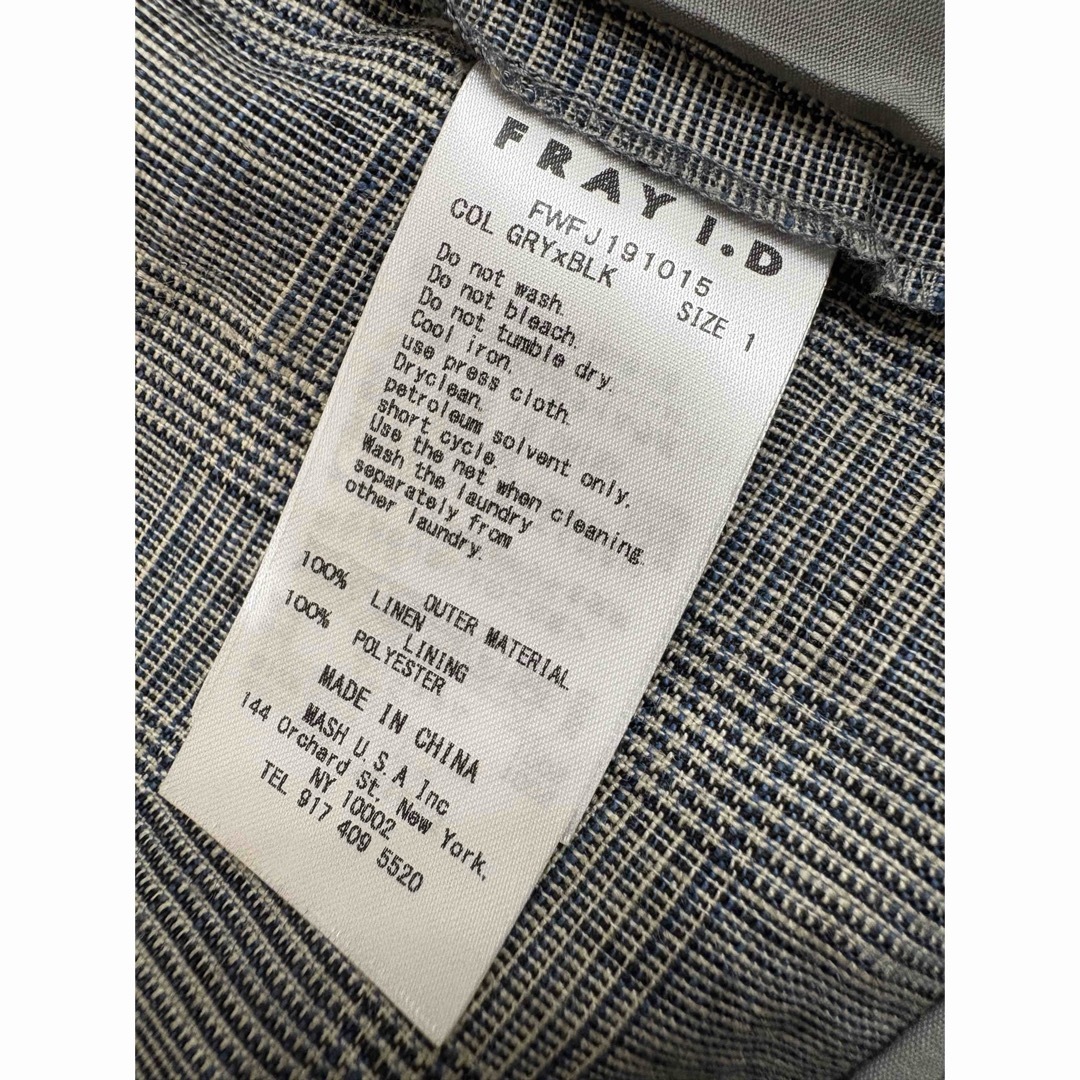 FRAY I.D
FWFJ191015
COL GRYxBLK SIZE 1
Do not wash.
Do not bleach.
Do not tumble dry.
Cool iron.
use press cloth.
Dryclean.
petroleum solvent only.
short cycle.
Use the net when cleaning.
Wash the laundry
separately from
other laundry.
OUTER MATERIAL
100% LINEN
LINING
100% POLYESTER
MADE IN CHINA
MASH U.S.A Inc
144 Orchard St. New York.
NY 10002
TEL 917 409 5520